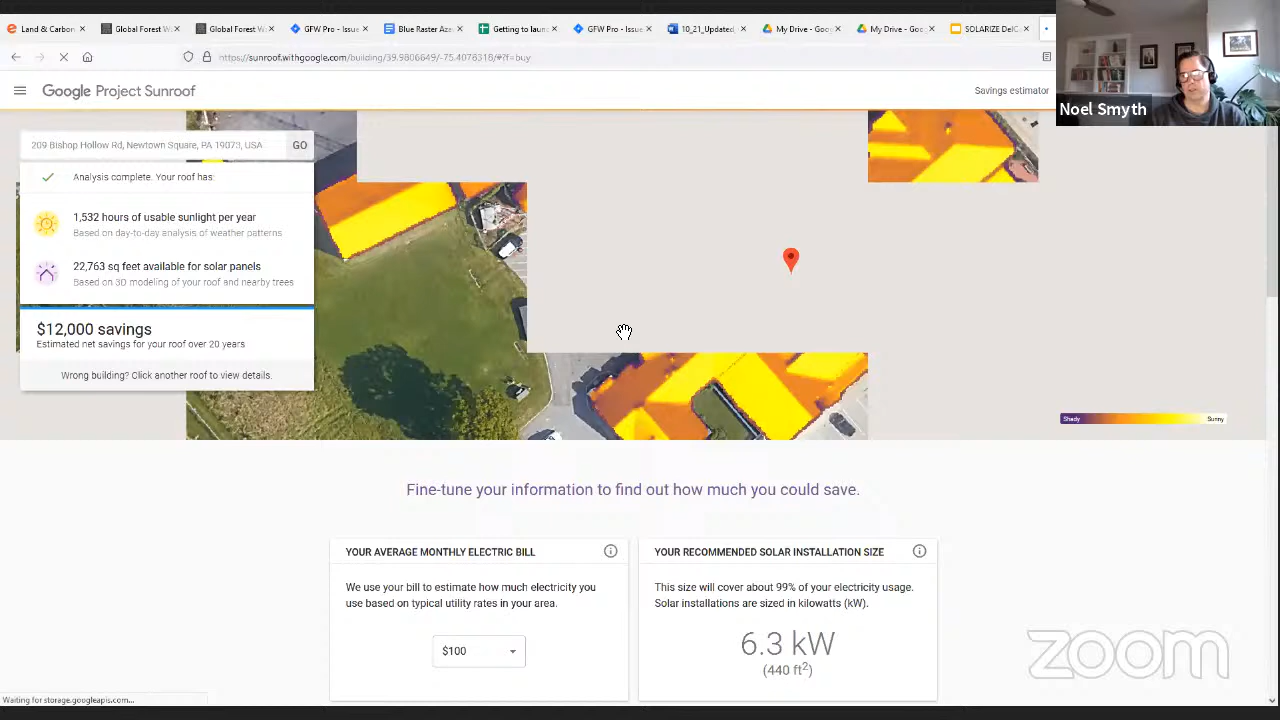 Land & Carbon
Global Forest W
Global Forest
GFW Pro - Issue
Blue Raster Aze
Getting to laun
GFW Pro - Issue
10_21_Updated
My Drive - Goo
My Drive - Goo
SOLARIZE DelC
https://sunroof.withgoogle.com/building/39.9806649/-75.4076318/#?f=buy
Google Project Sunroof
Savings estimator
Noel Smyth
209 Bishop Hollow Rd, Newtown Square, PA 19073, USA
GO
Analysis complete. Your roof has:
1,532 hours of usable sunlight per year
Based on day-to-day analysis of weather patterns
22,763 sq feet available for solar panels
Based on 3D modeling of your roof and nearby trees
$12,000 savings
Estimated net savings for your roof over 20 years
Wrong building? Click another roof to view details.
Shady
Sunny
Fine-tune your information to find out how much you could save.
YOUR AVERAGE MONTHLY ELECTRIC BILL
We use your bill to estimate how much electricity you
use based on typical utility rates in your area.
$100
YOUR RECOMMENDED SOLAR INSTALLATION SIZE
This size will cover about 99% of your electricity usage.
Solar installations are sized in kilowatts (kW).
6.3 kW
(440 ft²)
zoom
Waiting for storage.googleapis.com...